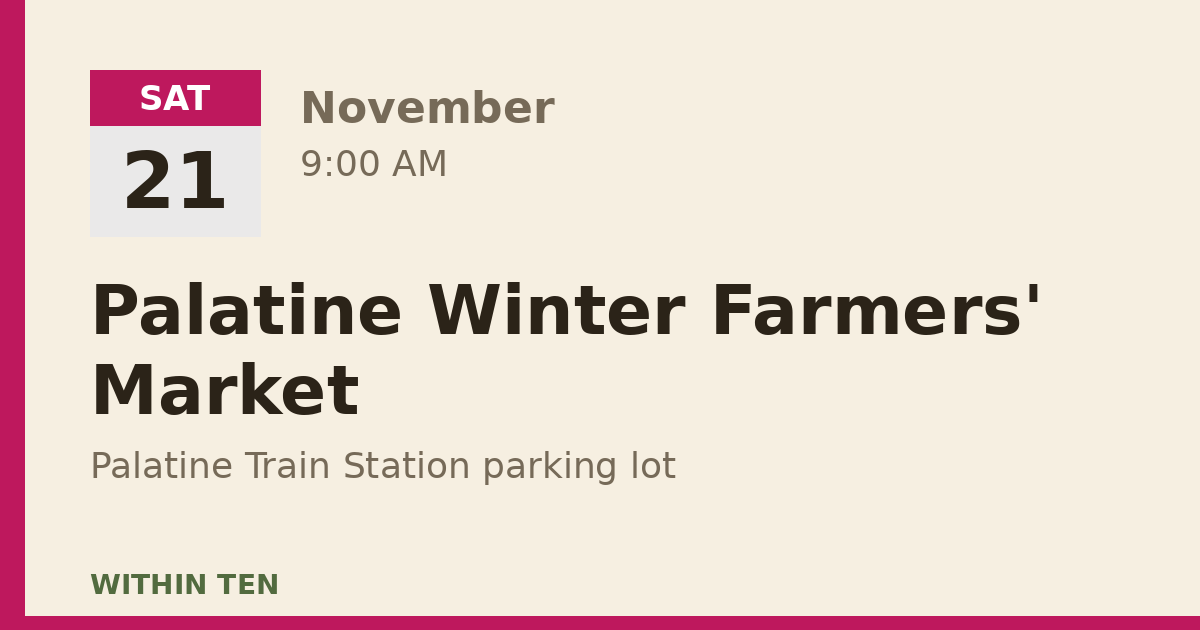 SAT
21
November
9:00 AM
Palatine Winter Farmers'
Market
Palatine Train Station parking lot
WITHIN TEN